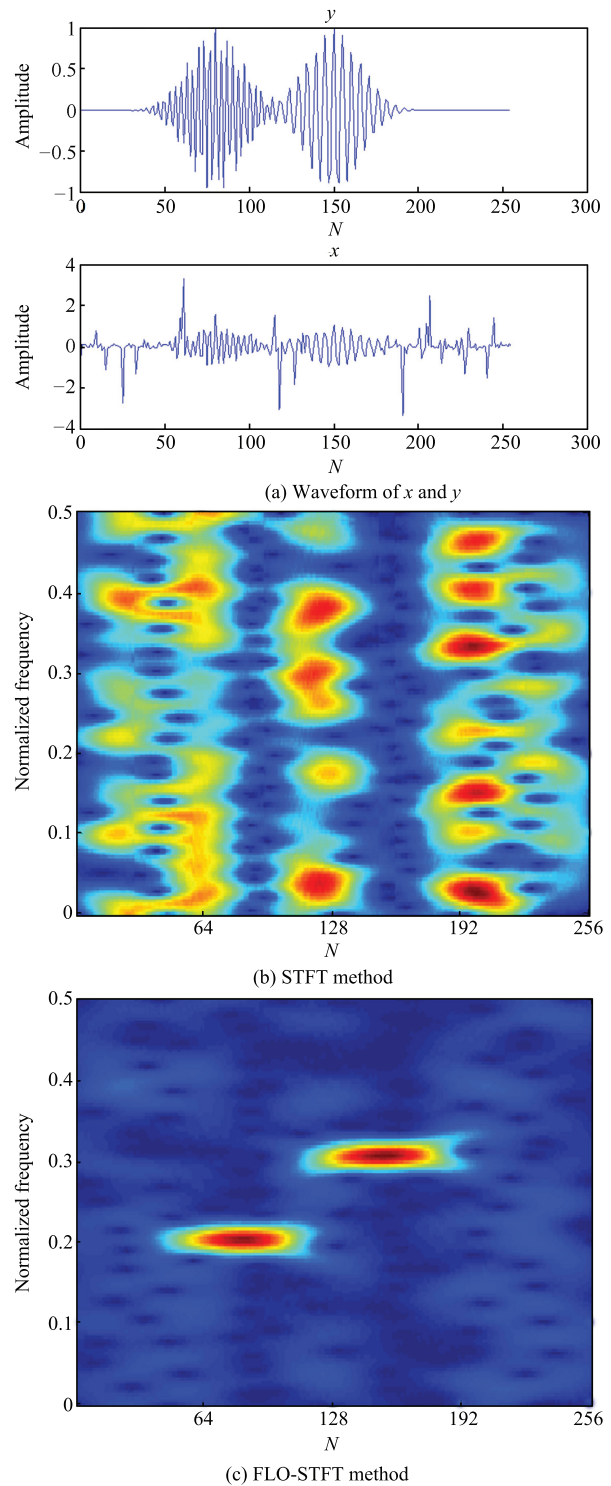 y
1
0.5
0
−0.5
−1
Amplitude
0 50 100 150 200 250 300
N
x
4
2
0
−2
−4
Amplitude
0 50 100 150 200 250 300
N
(a) Waveform of x and y
0.5
0.4
0.3
0.2
0.1
0
Normalized frequency
64 128 192 256
N
(b) STFT method
0.5
0.4
0.3
0.2
0.1
0
Normalized frequency
64 128 192 256
N
(c) FLO-STFT method